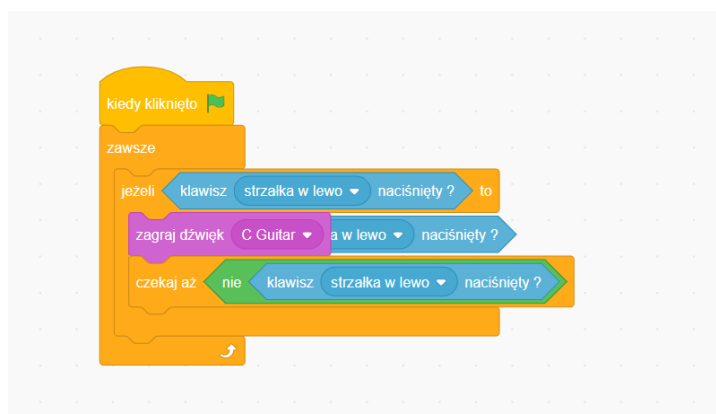 kiedy kliknięto
zawsze
jeżeli klawisz strzałka w lewo naciśnięty ? to
zagraj dźwięk C Guitar a w lewo naciśnięty ?
czekaj aż nie klawisz strzałka w lewo naciśnięty ?